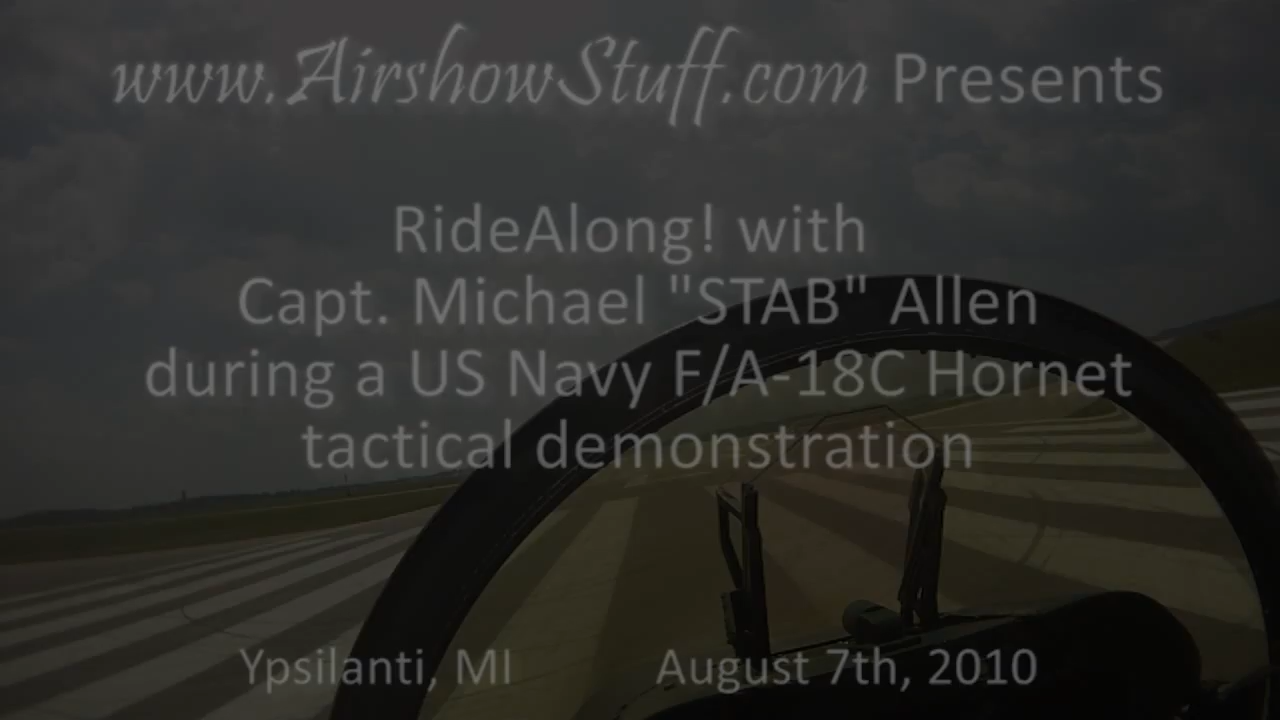 www.AirshowStuff.com Presents
RideAlong! with
Capt. Michael "STAB" Allen
during a US Navy F/A-18C Hornet
tactical demonstration
Ypsilanti, MI August 7th, 2010